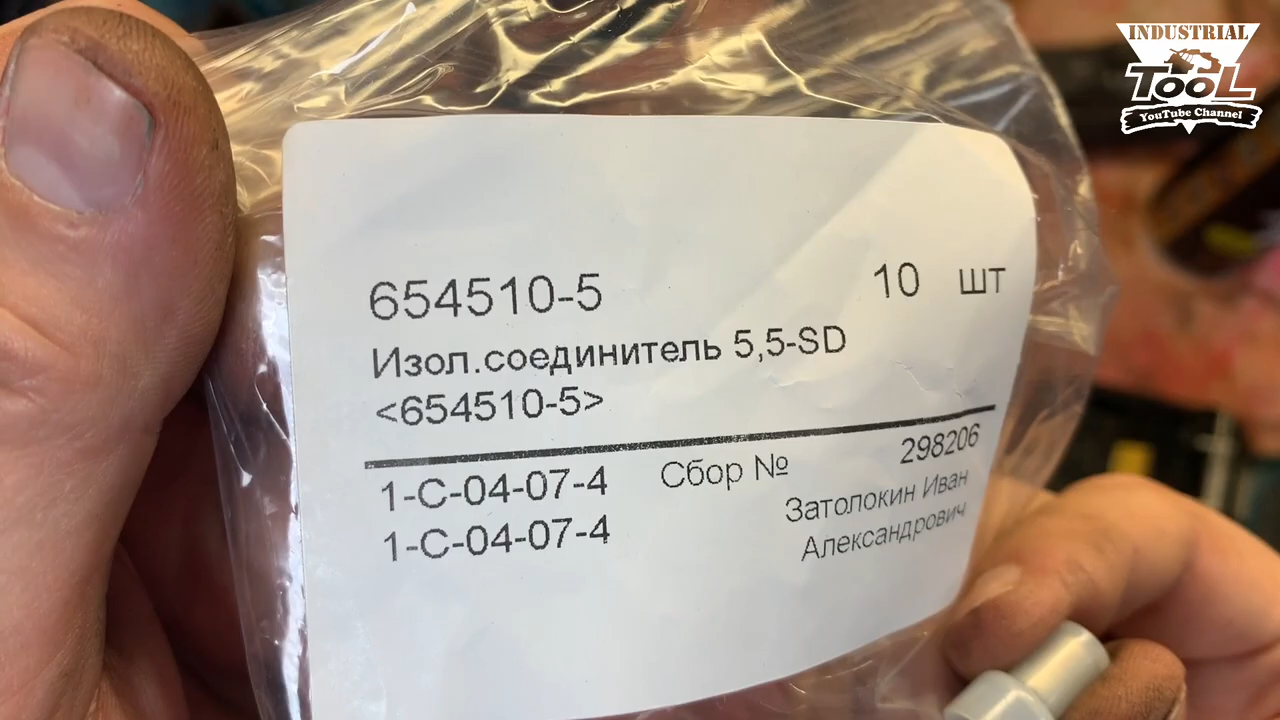 INDUSTRIAL
TOOL
YouTube Channel
654510-5 10 шт
Изол.соединитель 5,5-SD
<654510-5>
1-C-04-07-4 Сбор № 298206
1-C-04-07-4 Затолокин Иван
Александрович